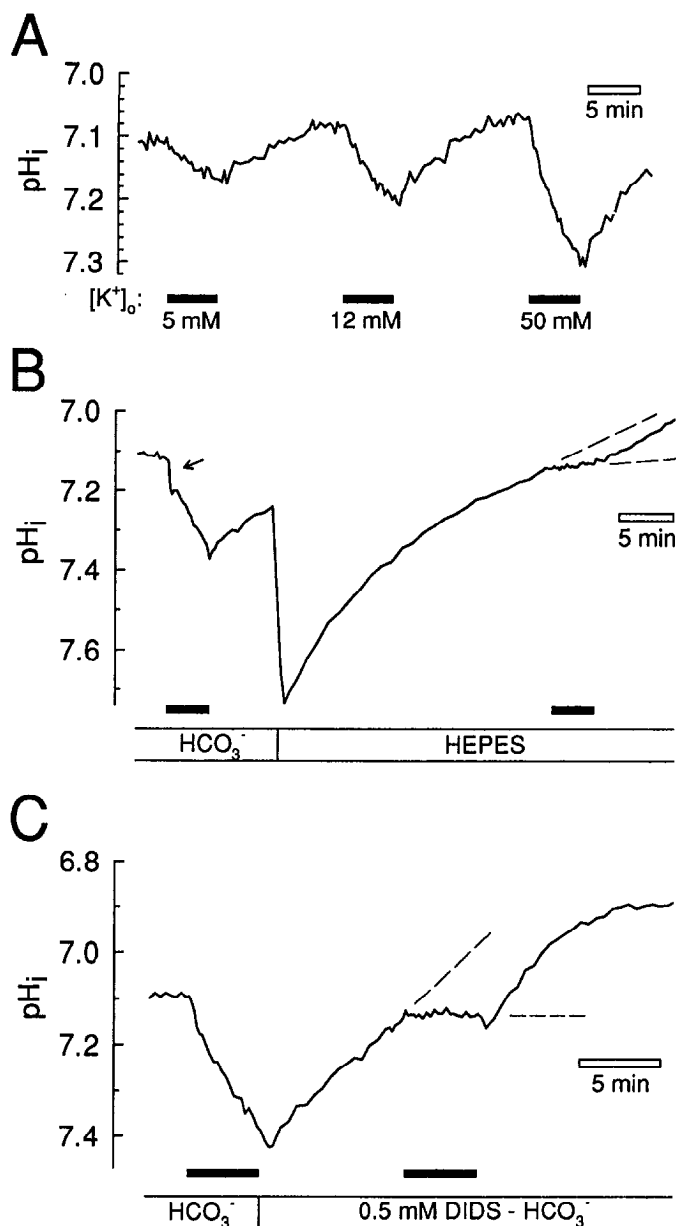 A
7.0
7.1
7.2
7.3
pHi
5 min
[K+]o:
5 mM
12 mM
50 mM
B
7.0
7.2
7.4
7.6
pHi
5 min
HCO3-
HEPES
C
6.8
7.0
7.2
7.4
pHi
5 min
HCO3-
0.5 mM DIDS - HCO3-